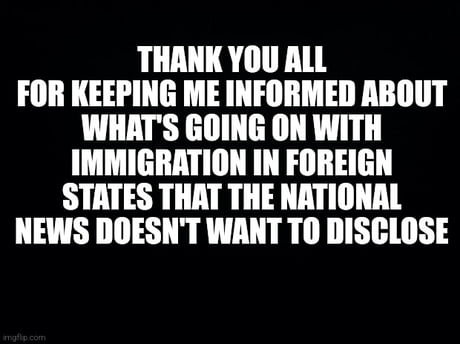 THANK YOU ALL
FOR KEEPING ME INFORMED ABOUT
WHAT'S GOING ON WITH
IMMIGRATION IN FOREIGN
STATES THAT THE NATIONAL
NEWS DOESN'T WANT TO DISCLOSE
imgflip.com